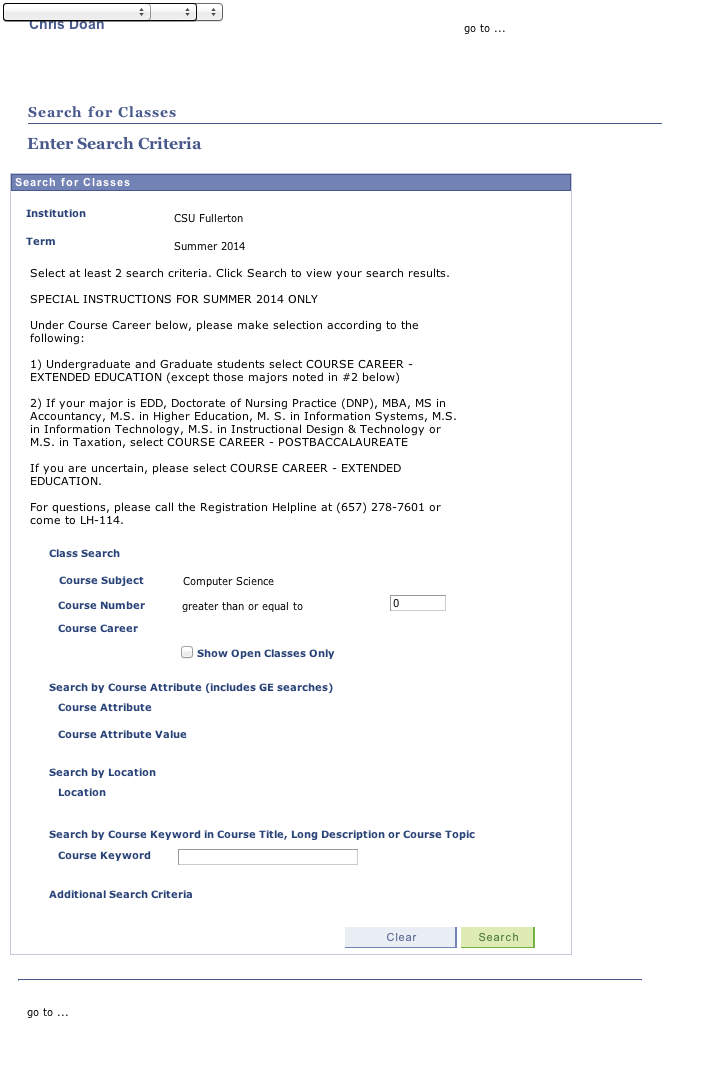 Chris Doan
go to ...
Search for Classes
Enter Search Criteria
Search for Classes
Institution
CSU Fullerton
Term
Summer 2014
Select at least 2 search criteria. Click Search to view your search results.
SPECIAL INSTRUCTIONS FOR SUMMER 2014 ONLY
Under Course Career below, please make selection according to the
following:
1) Undergraduate and Graduate students select COURSE CAREER -
EXTENDED EDUCATION (except those majors noted in #2 below)
2) If your major is EDD, Doctorate of Nursing Practice (DNP), MBA, MS in
Accountancy, M.S. in Higher Education, M. S. in Information Systems, M.S.
in Information Technology, M.S. in Instructional Design & Technology or
M.S. in Taxation, select COURSE CAREER - POSTBACCALAUREATE
If you are uncertain, please select COURSE CAREER - EXTENDED
EDUCATION.
For questions, please call the Registration Helpline at (657) 278-7601 or
come to LH-114.
Class Search
Course Subject Computer Science
Course Number greater than or equal to 0
Course Career
Show Open Classes Only
Search by Course Attribute (includes GE searches)
Course Attribute
Course Attribute Value
Search by Location
Location
Search by Course Keyword in Course Title, Long Description or Course Topic
Course Keyword
Additional Search Criteria
Clear Search
go to ...